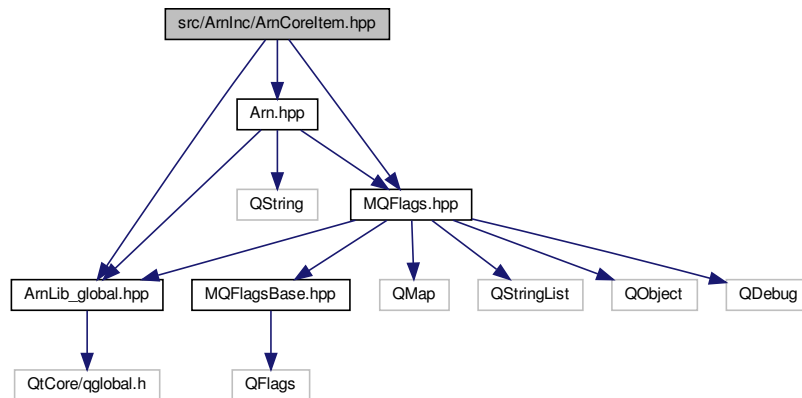 src/ArnInc/ArnCoreItem.hpp
Arn.hpp
QString
MQFlags.hpp
ArnLib_global.hpp
MQFlagsBase.hpp
QMap
QStringList
QObject
QDebug
QtCore/qglobal.h
QFlags